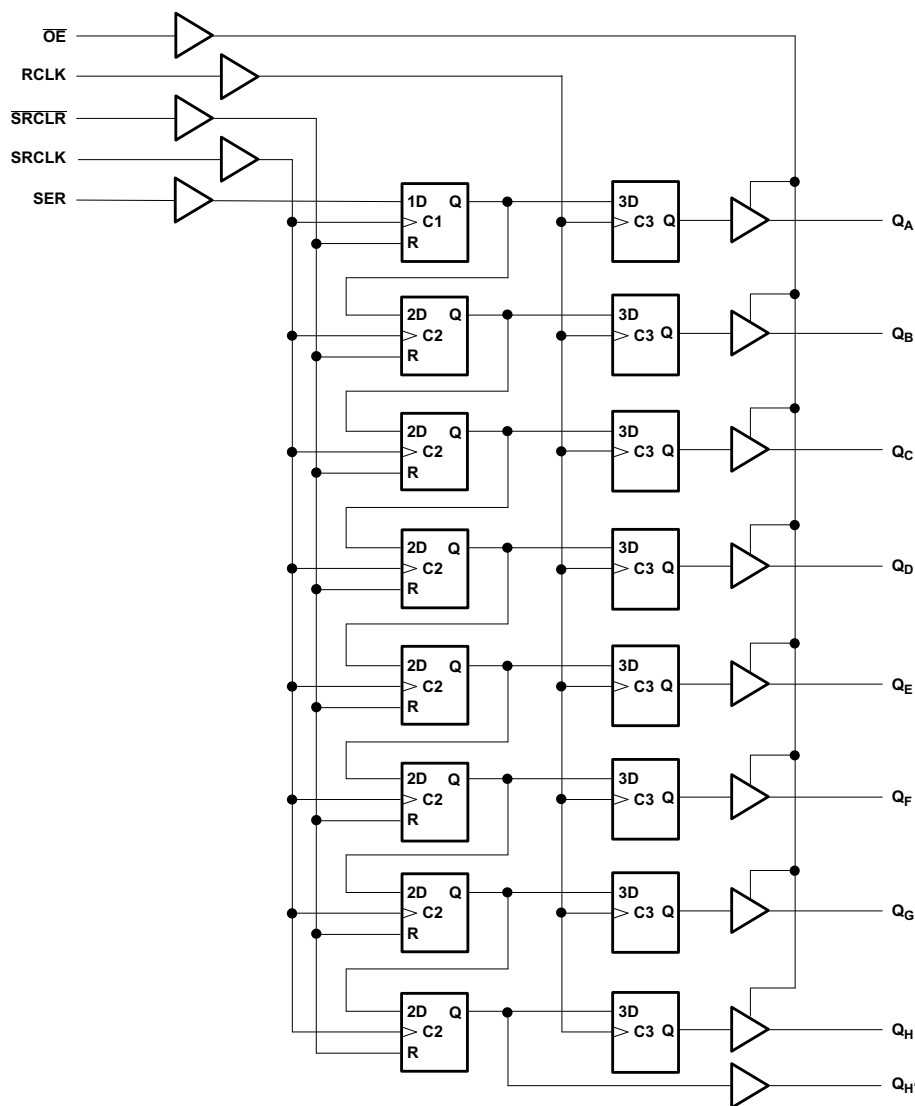 OE
RCLK
SRCLR
SRCLK
SER
1D Q
C1
R
3D
C3 Q
QA
2D Q
C2
R
3D
C3 Q
QB
2D Q
C2
R
3D
C3 Q
QC
2D Q
C2
R
3D
C3 Q
QD
2D Q
C2
R
3D
C3 Q
QE
2D Q
C2
R
3D
C3 Q
QF
2D Q
C2
R
3D
C3 Q
QG
2D Q
C2
R
3D
C3 Q
QH
QH'